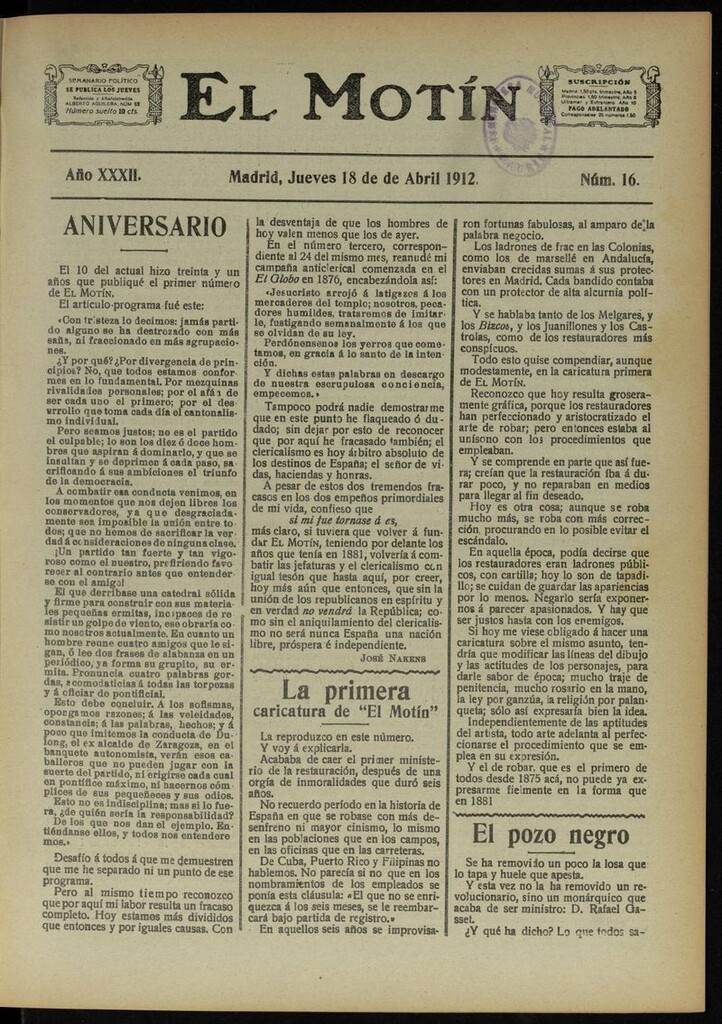 SEMANARIO POLÍTICO
SE PUBLICA LOS JUEVES
Redacción y Administración
ALBERTO AGUILERA, NÚM 52
Número suelto 10 cts.
EL MOTÍN
SUSCRIPCIÓN
Madrid, 1,50 pts. trimestre, Año 5
Provincias 1,50 trimestre, Año 6
Ultramar y Extranjero Año 10
PAGO ADELANTADO
Corresponsales 25 números 1,50
Año XXXII.
Madrid, Jueves 18 de de Abril 1912.
Núm. 16.
ANIVERSARIO
El 10 del actual hizo treinta y un
años que publiqué el primer número
de EL MOTÍN.
El artículo-programa fué este:
«Con tristeza lo decimos: jamás parti-
do alguno se ha destrozado con más
saña, ni fraccionado en más agrupacio-
nes.
¿Y por qué? ¿Por divergencia de prin-
cipios? No, que todos estamos confor-
mes en lo fundamental. Por mezquinas
rivalidades personales; por el afán de
ser cada uno el primero; por el des-
arrollo que toma cada día el cantonalis-
mo individual.
Pero seamos justos; no es el partido
el culpable; lo son los diez ó doce hom-
bres que aspiran á dominarlo, y que se
insultan y se deprimen á cada paso, sa-
crificando á sus ambiciones el triunfo
de la democracia.
A combatir esa conducta venimos, en
los momentos que nos dejen libres los
conservadores, ya que desgraciada-
mente sea imposible la unión entre to-
dos; que no hemos de sacrificar la ver-
dad á consideraciones de ninguna clase.
¡Un partido tan fuerte y tan vigo-
roso como el nuestro, prefiriendo favo-
recer al contrario antes que entender-
se con el amigo!
El que derribase una catedral sólida
y firme para construir con sus materia-
les pequeñas ermitas, incapaces de re-
sistir un golpe de viento, ese obraría co-
mo nosotros actualmente. En cuanto un
hombre reune cuatro amigos que le si-
gan, ó lee dos frases de alabanza en un
periódico, ya forma su grupito, su er-
mita. Pronuncia cuatro palabras gor-
das, acomodaticias á todas las torpezas
y á oficiar de pontifical.
Esto debe concluir. A los sofismas,
opongamos razones; á las veleidades,
constancia; á las palabras, hechos; y á
poco que imitemos la conducta de Du-
long, el ex alcalde de Zaragoza, en el
banquete autonomista, verán esos ca-
balleros que no pueden jugar con la
suerte del partido, ni erigirse cada cual
en pontífice máximo, ni hacernos cóm-
plices de sus pequeñeces y sus odios.
Esto no es indisciplina; mas si lo fue-
ra, ¿de quién sería la responsabilidad?
De los que nos dan el ejemplo. En-
tiéndanse ellos, y todos nos entendere
mos.»
Desafío á todos á que me demuestren
que me he separado ni un punto de ese
programa.
Pero al mismo tiempo reconozco
que por aquí mi labor resulta un fracaso
completo. Hoy estamos más divididos
que entonces y por iguales causas. Con
la desventaja de que los hombres de
hoy valen menos que los de ayer.
En el número tercero, correspon-
diente al 24 del mismo mes, reanudé mi
campaña anticlerical comenzada en el
El Globo en 1876, encabezándola así:
«Jesucristo arrojó á latigazos á los
mercaderes del templo; nosotros, peca-
dores humildes, trataremos de imitar-
le, fustigando semanalmente á los que
se olvidan de su ley.
Perdónensenos los yerros que come-
tamos, en gracia á lo santo de la inten-
ción.
Y dichas estas palabras en descargo
de nuestra escrupulosa conciencia,
empecemos.»
Tampoco podrá nadie demostrarme
que en este punto he flaqueado ó du-
dado; sin dejar por esto de reconocer
que por aquí he fracasado también; el
clericalismo es hoy árbitro absoluto de
los destinos de España; el señor de vi-
das, haciendas y honras.
A pesar de estos dos tremendos fra-
casos en los dos empeños primordiales
de mi vida, confieso que
si mi fue tornase á es,
más claro, si tuviera que volver á fun-
dar EL MOTÍN, teniendo por delante los
años que tenía en 1881, volvería á com-
batir las jefaturas y el clericalismo con
igual tesón que hasta aquí, por creer,
hoy más aún que entonces, que sin la
unión de los republicanos en espíritu y
en verdad no vendrá la República; co-
mo sin el aniquilamiento del clericalis-
mo no será nunca España una nación
libre, próspera é independiente.
JOSÉ NAKENS
La primera
caricatura de "El Motín"
La reproduzco en este número.
Y voy á explicarla.
Acababa de caer el primer ministe-
rio de la restauración, después de una
orgía de inmoralidades que duró seis
años.
No recuerdo período en la historia de
España en que se robase con más de-
senfreno ni mayor cinismo, lo mismo
en las poblaciones que en los campos,
en las oficinas que en las carreteras.
De Cuba, Puerto Rico y Filipinas no
hablemos. No parecía si no que en los
nombramientos de los empleados se
ponía esta cláusula: «El que no se enri-
quezca á los seis meses, se le reembar-
cará bajo partida de registro.»
En aquellos seis años se improvisa-
ron fortunas fabulosas, al amparo de la
palabra negocio.
Los ladrones de frac en las Colonias,
como los de marsellé en Andalucía,
enviaban crecidas sumas á sus protec-
tores en Madrid. Cada bandido contaba
con un protector de alta alcurnia polí-
tica.
Y se hablaba tanto de los Melgares, y
los Bizcos, y los Juanillones y los Cas-
trolas, como de los restauradores más
conspicuos.
Todo esto quise compendiar, aunque
modestamente, en la caricatura primera
de EL MOTÍN.
Reconozco que hoy resulta grosera-
mente gráfica, porque los restauradores
han perfeccionado y aristocratizado el
arte de robar; pero entonces estaba al
unísono con los procedimientos que
empleaban.
Y se comprende en parte que así fue-
ra; creían que la restauración iba á du-
rar poco, y no reparaban en medios
para llegar al fin deseado.
Hoy es otra cosa; aunque se roba
mucho más, se roba con más correc-
ción, procurando en lo posible evitar el
escándalo.
En aquella época, podía decirse que
los restauradores eran ladrones públi-
cos, con cartilla; hoy lo son de tapadi-
llo; se cuidan de guardar las apariencias
por lo menos. Negarlo sería exponer-
nos á parecer apasionados. Y hay que
ser justos hasta con los enemigos.
Si hoy me viese obligado á hacer una
caricatura sobre el mismo asunto, ten-
dría que modificar las líneas del dibujo
y las actitudes de los personajes, para
darle sabor de época; mucho traje de
penitencia, mucho rosario en la mano,
la ley por ganzúa, la religión por palan-
queta; sólo así expresaría bien la idea.
Independientemente de las aptitudes
del artista, todo arte adelanta al perfec-
cionarse el procedimiento que se em-
plea en su expresión.
Y el de robar, que es el primero de
todos desde 1875 acá, no puede ya ex-
presarme fielmente en la forma que
en 1881
El pozo negro
Se ha removido un poco la losa que
lo tapa y huele que apesta.
Y esta vez no la ha removido un re-
volucionario, sino un monárquico que
acaba de ser ministro: D. Rafael Ga-
sset.
¿Y qué ha dicho? Lo que todos sa-